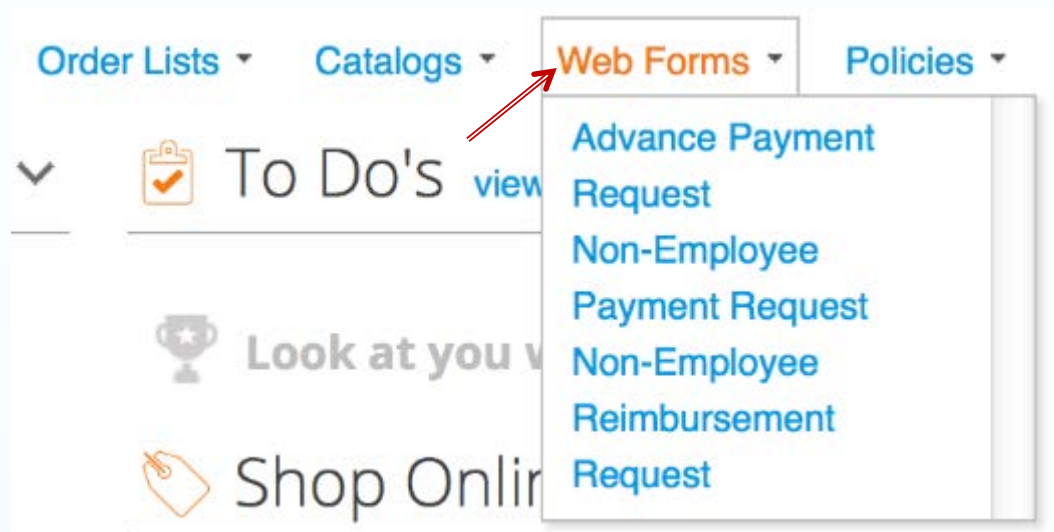 Order Lists Catalogs Web Forms Policies
To Do's view
Look at you
Shop
Advance Payment
Request
Non-Employee
Payment Request
Non-Employee
Reimbursement
Request